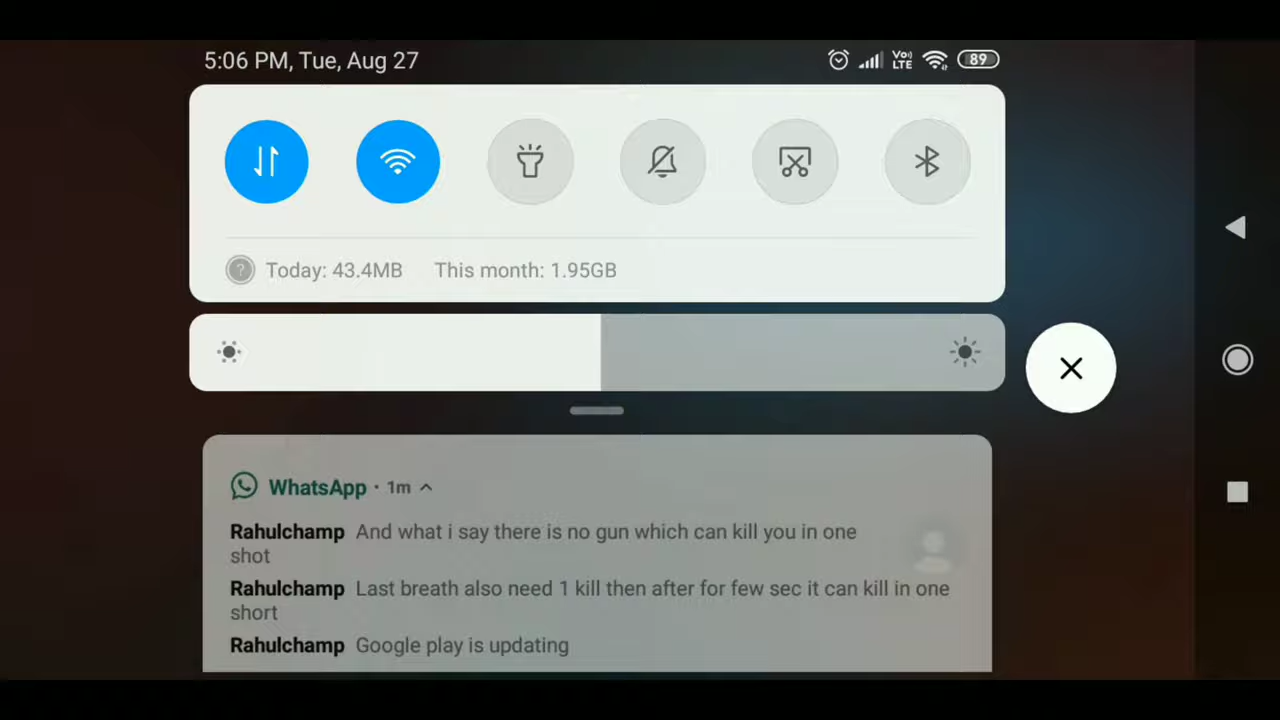 5:06 PM, Tue, Aug 27
Vo)) LTE
89
Today: 43.4MB This month: 1.95GB
WhatsApp · 1m
Rahulchamp And what i say there is no gun which can kill you in one
shot
Rahulchamp Last breath also need 1 kill then after for few sec it can kill in one
short
Rahulchamp Google play is updating